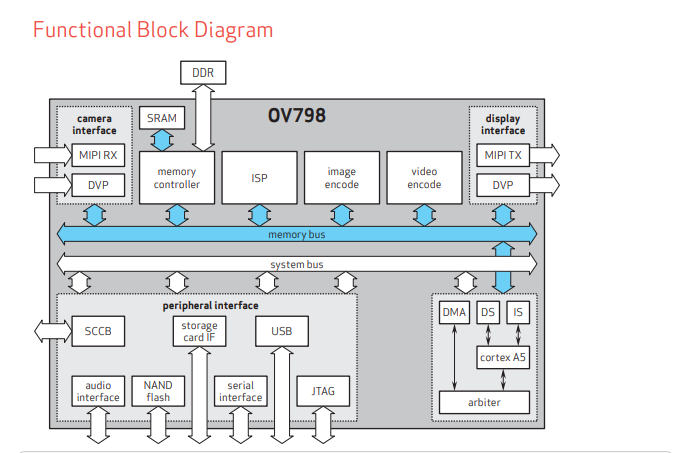 Functional Block Diagram
DDR
OV798
camera
interface
SRAM
display
interface
MIPI RX
DVP
memory
controller
ISP
image
encode
video
encode
MIPI TX
DVP
memory bus
system bus
peripheral interface
SCCB
storage
card IF
USB
DMA
DS
IS
cortex A5
audio
interface
NAND
flash
serial
interface
JTAG
arbiter